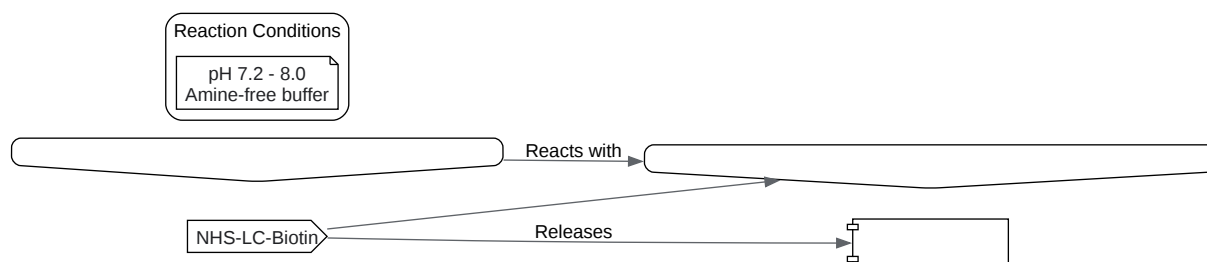 Reaction Conditions
pH 7.2 - 8.0
Amine-free buffer
Reacts with
NHS-LC-Biotin
Releases